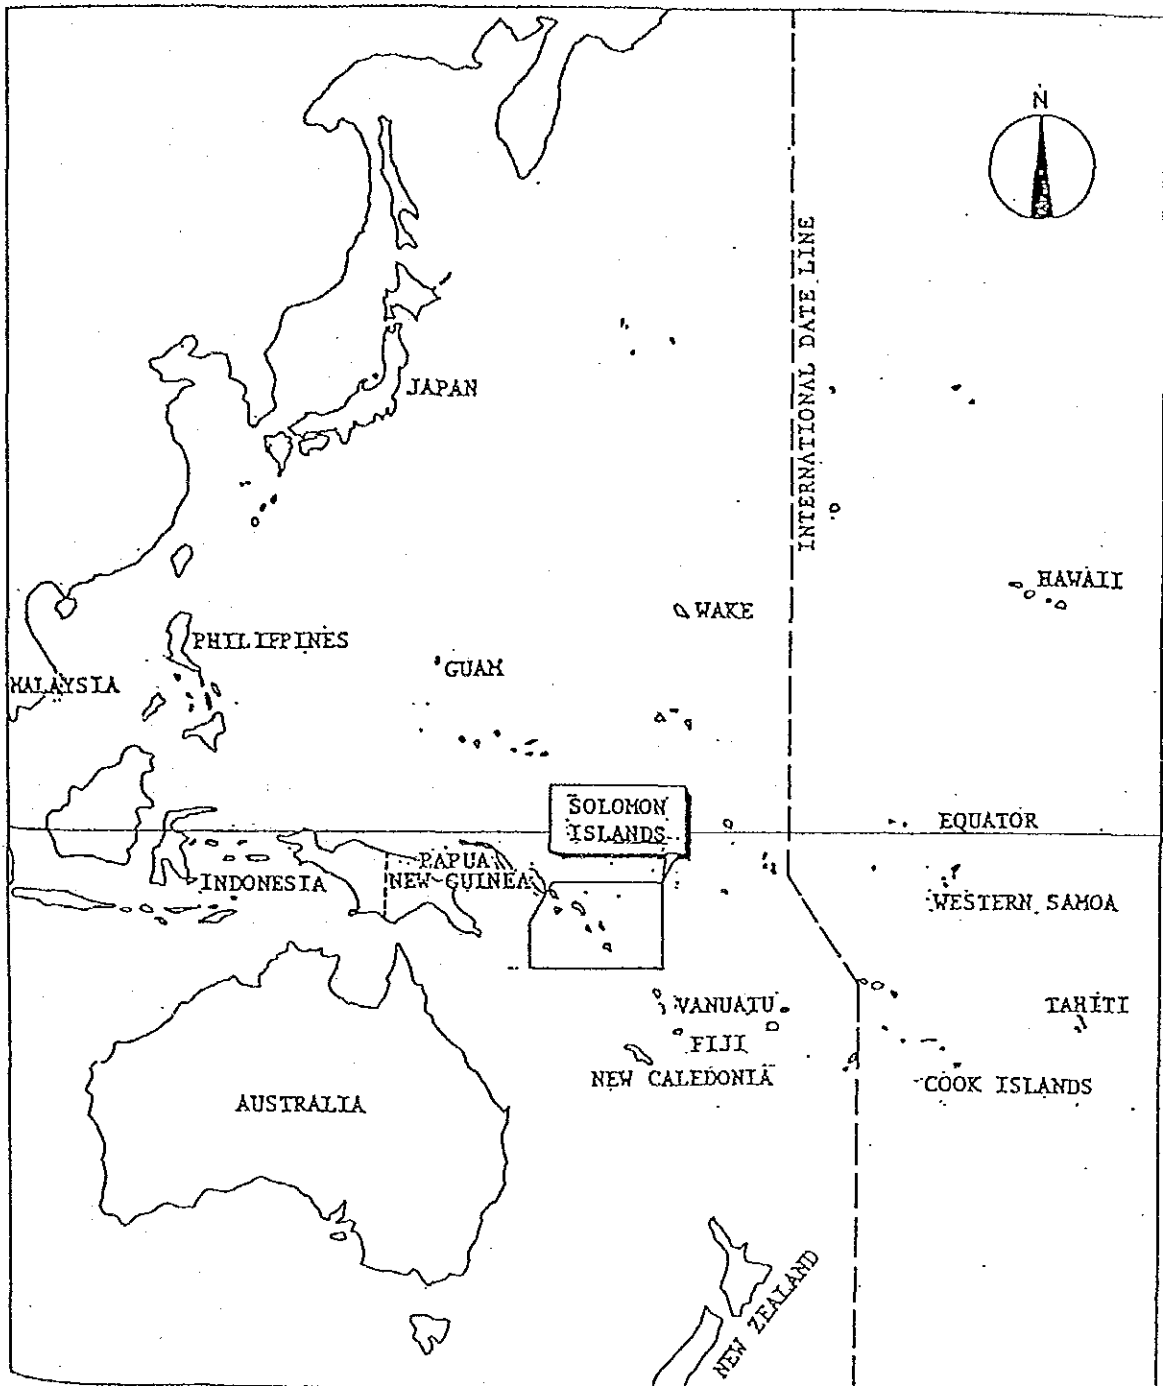 N
INTERNATIONAL DATE LINE
JAPAN
HAWAII
WAKE
PHILIPPINES
GUAM
MALAYSIA
SOLOMON
ISLANDS
EQUATOR
PAPUA
NEW GUINEA
INDONESIA
WESTERN SAMOA
VANUATU
TAHITI
FIJI
NEW CALEDONIA
COOK ISLANDS
AUSTRALIA
NEW ZEALAND